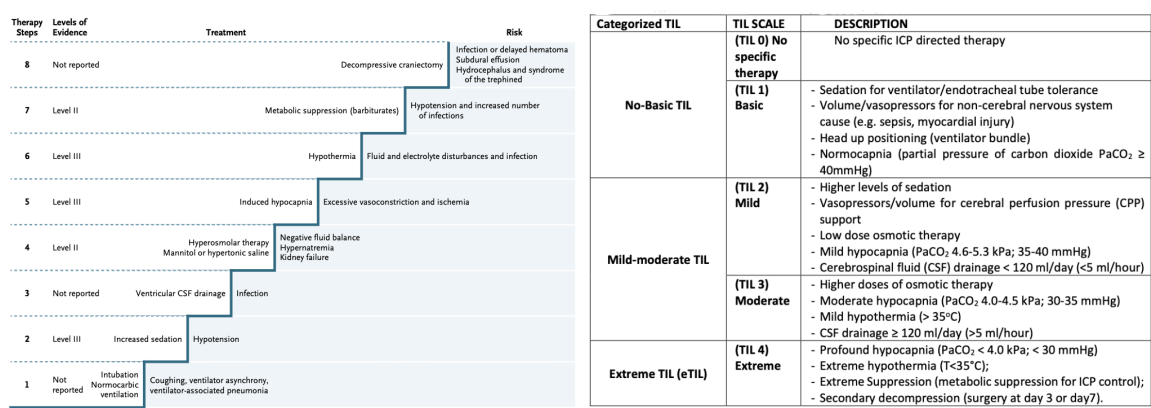 Therapy Steps
Levels of Evidence
Treatment
Risk
8
Not reported
Decompressive craniectomy
Infection or delayed hematoma
Subdural effusion
Hydrocephalus and syndrome
of the trephined
7
Level II
Metabolic suppression (barbiturates)
Hypotension and increased number
of infections
6
Level III
Hypothermia
Fluid and electrolyte disturbances and infection
5
Level III
Induced hypocapnia
Excessive vasoconstriction and ischemia
4
Level II
Hyperosmolar therapy
Mannitol or hypertonic saline
Negative fluid balance
Hypernatremia
Kidney failure
3
Not reported
Ventricular CSF drainage
Infection
2
Level III
Increased sedation
Hypotension
1
Not
reported
Intubation
Normocarbic
ventilation
Coughing, ventilator asynchrony,
ventilator-associated pneumonia
Categorized TIL
TIL SCALE
DESCRIPTION
No-Basic TIL
(TIL 0) No
specific
therapy
No specific ICP directed therapy
(TIL 1)
Basic
- Sedation for ventilator/endotracheal tube tolerance
- Volume/vasopressors for non-cerebral nervous system
cause (e.g. sepsis, myocardial injury)
- Head up positioning (ventilator bundle)
- Normocapnia (partial pressure of carbon dioxide PaCO₂ ≥
40mmHg)
Mild-moderate TIL
(TIL 2)
Mild
- Higher levels of sedation
- Vasopressors/volume for cerebral perfusion pressure (CPP)
support
- Low dose osmotic therapy
- Mild hypocapnia (PaCO₂ 4.6-5.3 kPa; 35-40 mmHg)
- Cerebrospinal fluid (CSF) drainage < 120 ml/day (<5 ml/hour)
(TIL 3)
Moderate
- Higher doses of osmotic therapy
- Moderate hypocapnia (PaCO₂ 4.0-4.5 kPa; 30-35 mmHg)
- Mild hypothermia (> 35ºC)
- CSF drainage ≥ 120 ml/day (>5 ml/hour)
Extreme TIL (eTIL)
(TIL 4)
Extreme
- Profound hypocapnia (PaCO₂ < 4.0 kPa; < 30 mmHg)
- Extreme hypothermia (T<35°C);
- Extreme Suppression (metabolic suppression for ICP control);
- Secondary decompression (surgery at day 3 or day7).